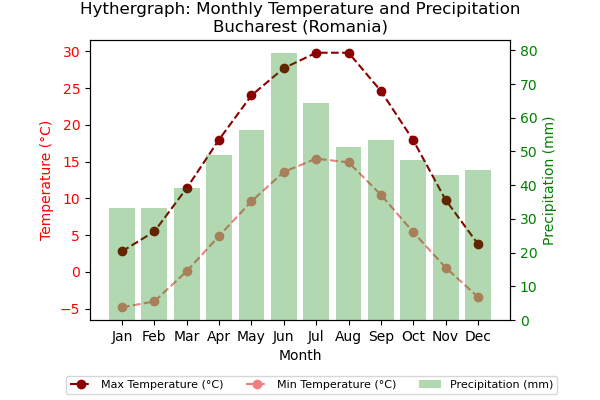 Hythergraph: Monthly Temperature and Precipitation
Bucharest (Romania)
Temperature (°C)
30
25
20
15
10
5
0
−5
Precipitation (mm)
80
70
60
50
40
30
20
10
0
Jan Feb Mar Apr May Jun Jul Aug Sep Oct Nov Dec
Month
Max Temperature (°C) Min Temperature (°C) Precipitation (mm)